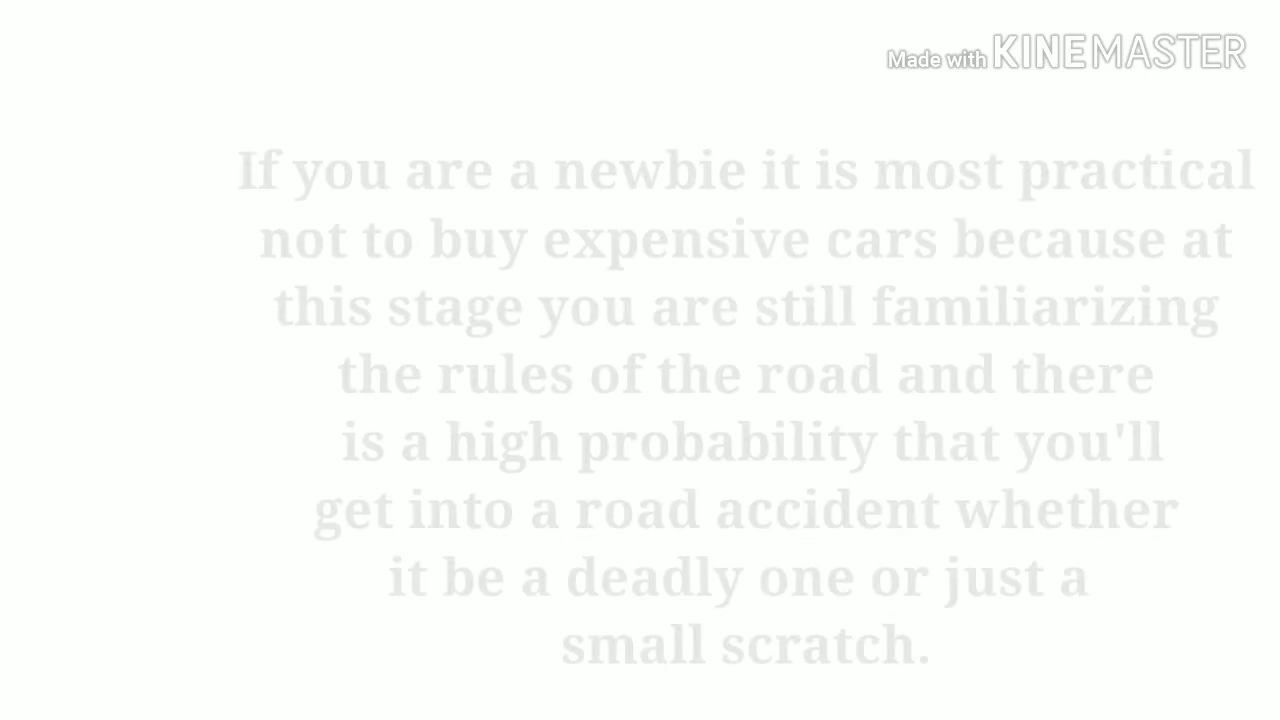 Made with KINEMASTER
If you are a newbie it is most practical
not to buy expensive cars because at
this stage you are still familiarizing
the rules of the road and there
is a high probability that you'll
get into a road accident whether
it be a deadly one or just a
small scratch.